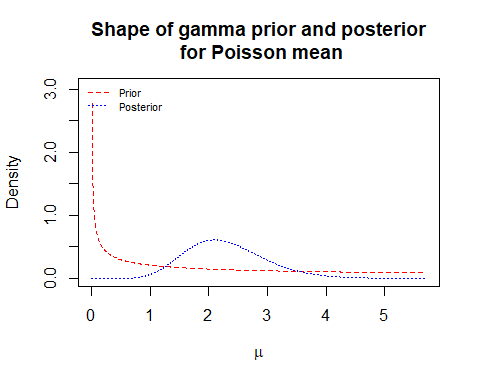 Shape of gamma prior and posterior
for Poisson mean
3.0
Prior
Posterior
2.0
Density
1.0
0.0
0 1 2 3 4 5
μ